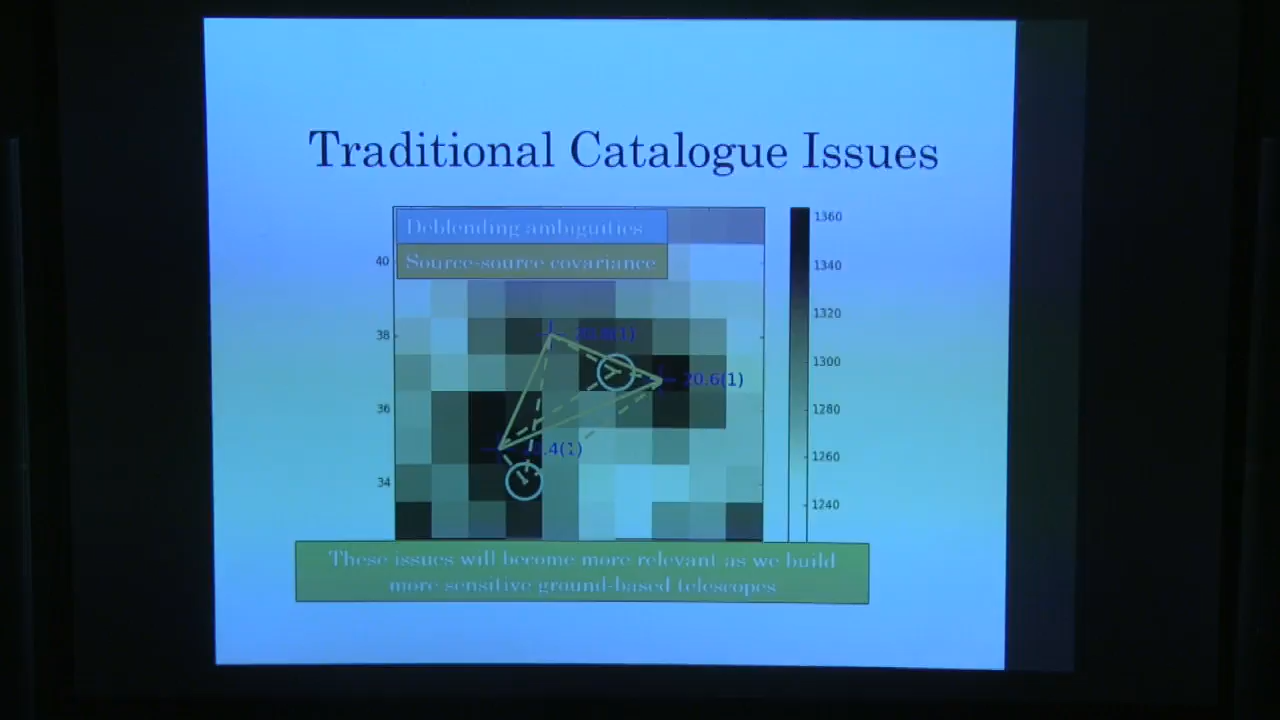 Traditional Catalogue Issues
Deblending ambiguities
Source-source covariance
40
38
36
34
20.6(1)
1360
1340
1320
1300
1280
1260
1240
These issues will become more relevant as we build
more sensitive ground-based telescopes